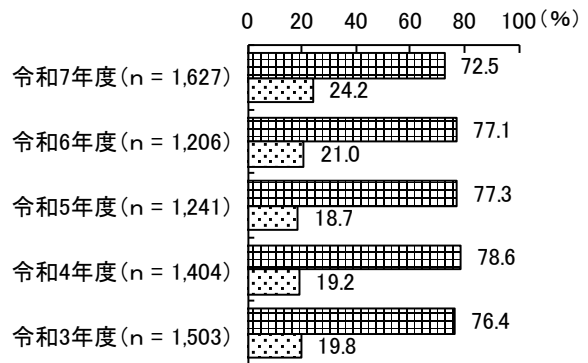 0 20 40 60 80 100(%)
令和7年度(n = 1,627) 72.5
24.2
令和6年度(n = 1,206) 77.1
21.0
令和5年度(n = 1,241) 77.3
18.7
令和4年度(n = 1,404) 78.6
19.2
令和3年度(n = 1,503) 76.4
19.8